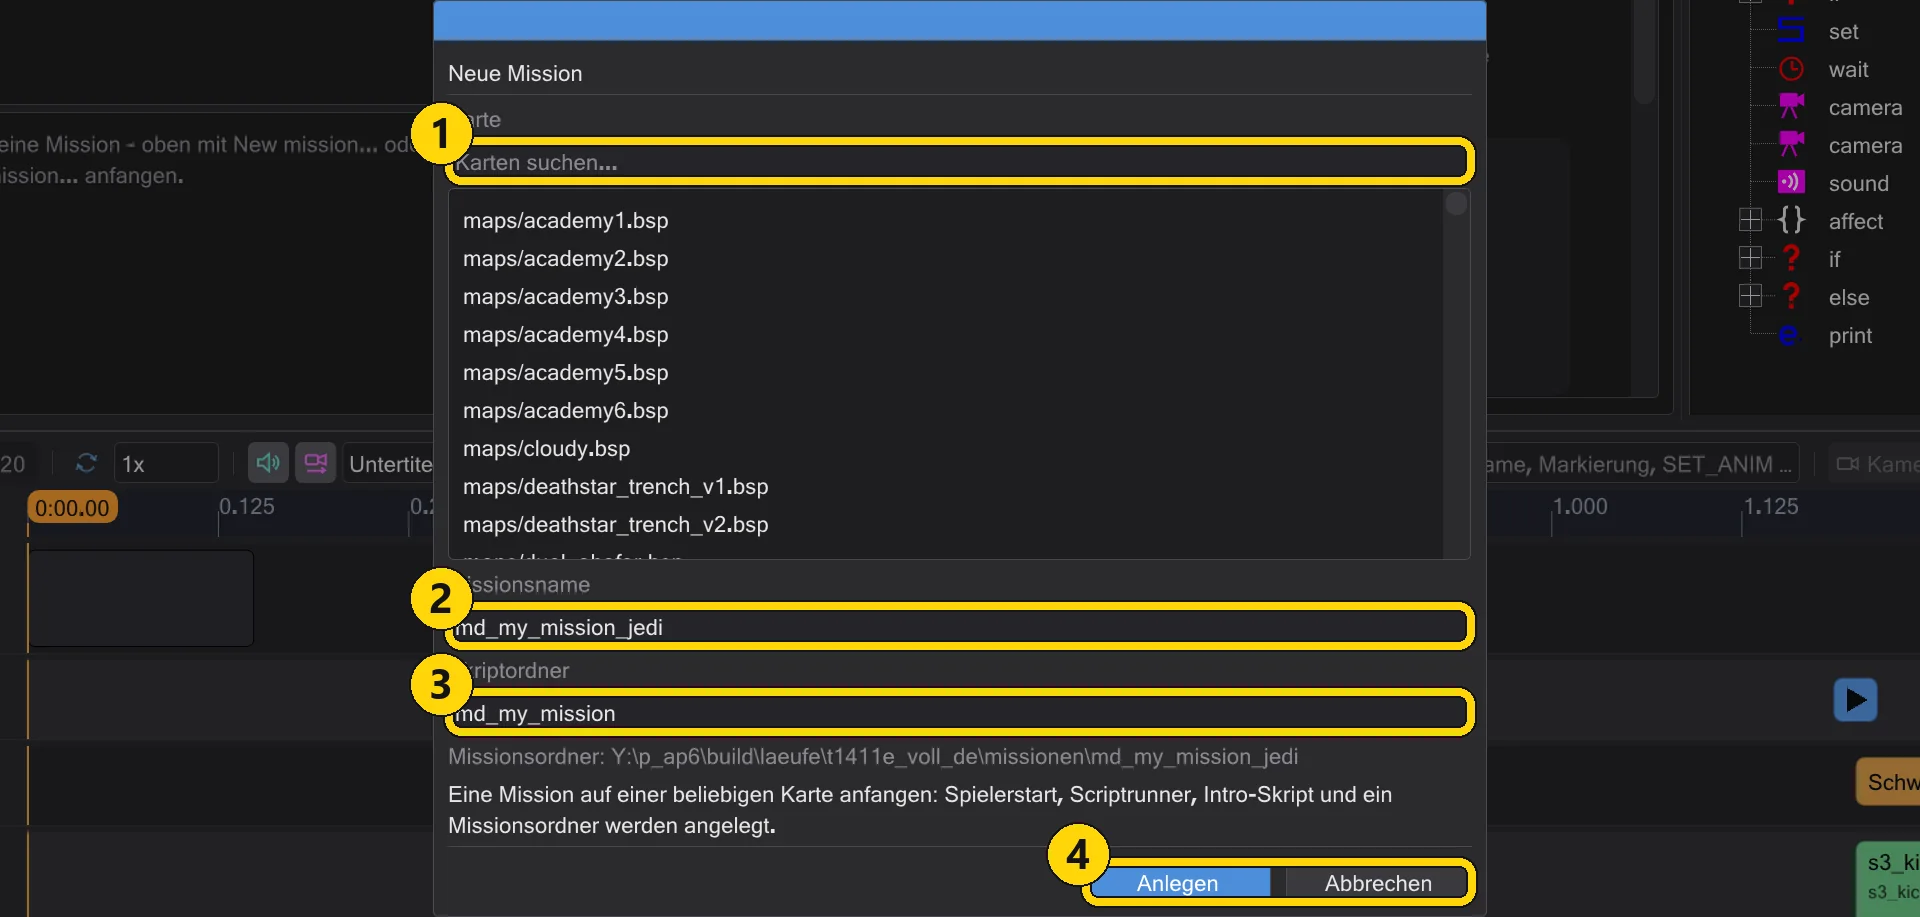 Neue Mission
1
Karten suchen...
maps/academy1.bsp
maps/academy2.bsp
maps/academy3.bsp
maps/academy4.bsp
maps/academy5.bsp
maps/academy6.bsp
maps/cloudy.bsp
maps/deathstar_trench_v1.bsp
maps/deathstar_trench_v2.bsp
2
md_my_mission_jedi
3
md_my_mission
Missionsordner: Y:\p_ap6\build\laeufe\t1411e_voll_de\missionen\md_my_mission_jedi
Eine Mission auf einer beliebigen Karte anfangen: Spielerstart, Scriptrunner, Intro-Skript und ein
Missionsordner werden angelegt.
4
Anlegen Abbrechen
eine Mission - oben mit New mission...
ission... anfangen.
set
wait
camera
camera
sound
affect
if
else
print
20 1x Untertite
ame, Markierung, SET_ANIM ... Kame
0:00.00 0.125 1.000 1.125
Schw
s3_ki
s3_kic